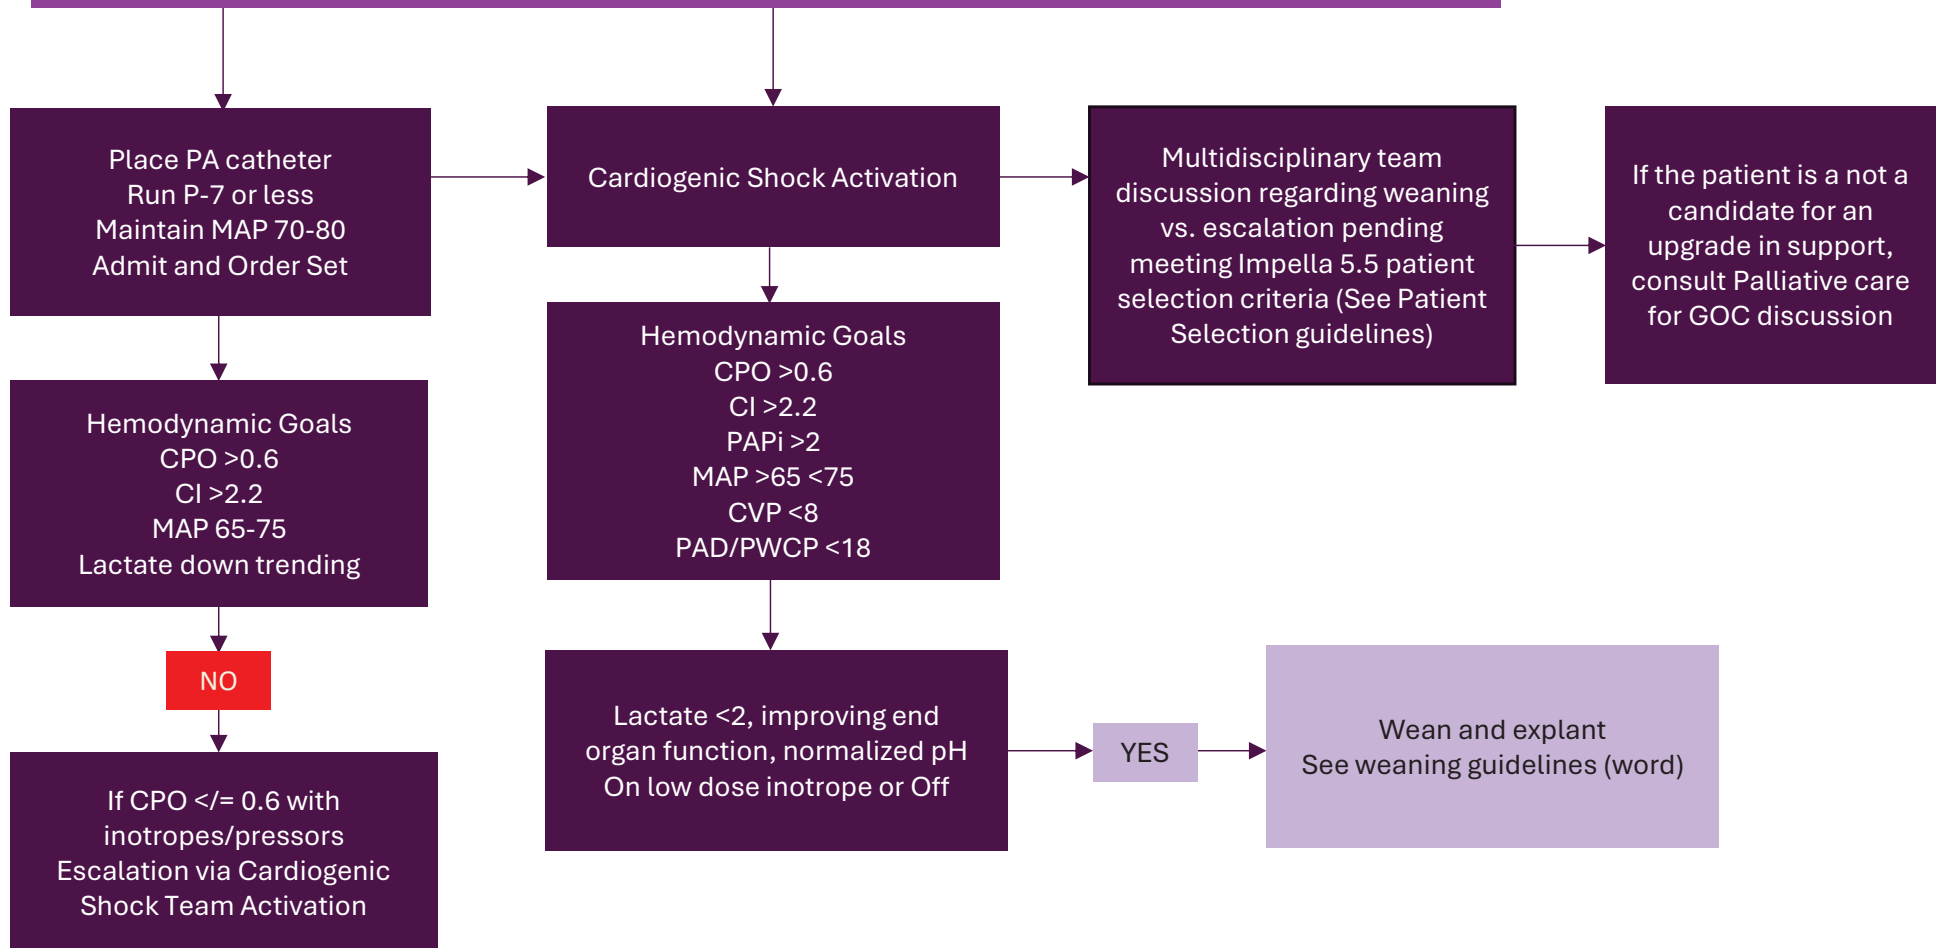 Place PA catheter
Run P-7 or less
Maintain MAP 70-80
Admit and Order Set
Hemodynamic Goals
CPO >0.6
CI >2.2
MAP 65-75
Lactate down trending
NO
If CPO </= 0.6 with
inotropes/pressors
Escalation via Cardiogenic
Shock Team Activation
Cardiogenic Shock Activation
Hemodynamic Goals
CPO >0.6
CI >2.2
PAPi >2
MAP >65 <75
CVP <8
PAD/PWCP <18
Lactate <2, improving end
organ function, normalized pH
On low dose inotrope or Off
YES
Wean and explant
See weaning guidelines (word)
Multidisciplinary team
discussion regarding weaning
vs. escalation pending
meeting Impella 5.5 patient
selection criteria (See Patient
Selection guidelines)
If the patient is a not a
candidate for an
upgrade in support,
consult Palliative care
for GOC discussion